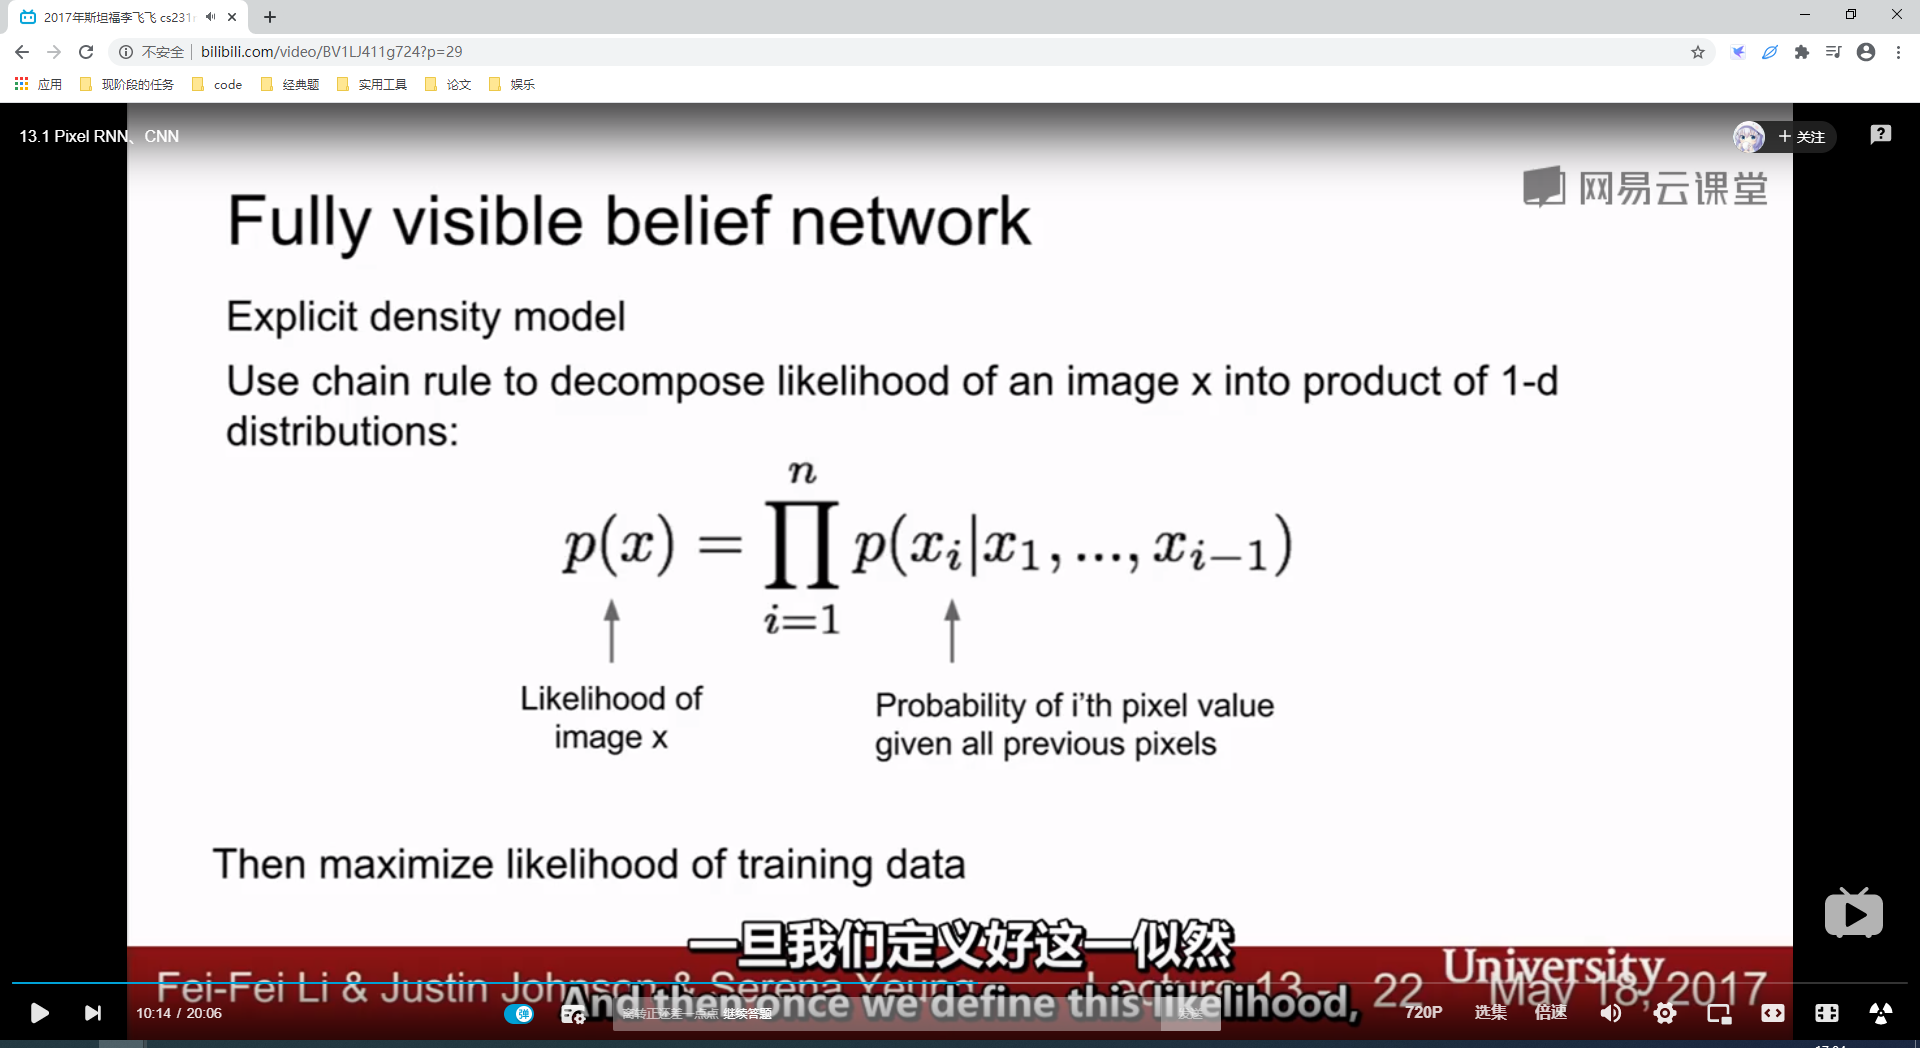 2017年斯坦福李飞飞 cs231
不安全 bilibili.com/video/BV1LJ411g724?p=29
应用 现阶段的任务 code 经典题 实用工具 论文 娱乐
13.1 Pixel RNN、CNN
+ 关注
网易云课堂
Fully visible belief network
Explicit density model
Use chain rule to decompose likelihood of an image x into product of 1-d
distributions:
p(x) = ∏_{i=1}^{n} p(x_i|x_1, ..., x_{i-1})
Likelihood of
image x
Probability of i'th pixel value
given all previous pixels
Then maximize likelihood of training data
一旦我们定义好这一似然
And then once we define this likelihood,
Fei-Fei Li & Justin Johnson & Serena Yeung
Lecture 13 - 22
University
May 18, 2017
10:14 / 20:06
弹
继续答题
发送
720P 选集 倍速